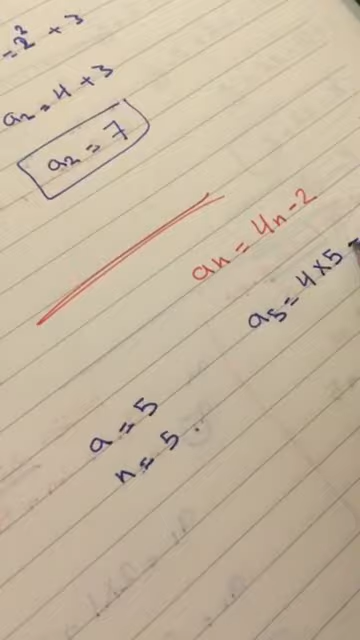 = 2² + 3
a₂ = 4 + 3
a₂ = 7
aₙ = 4n - 2
a₅ = 4 × 5
a = 5
n = 5.